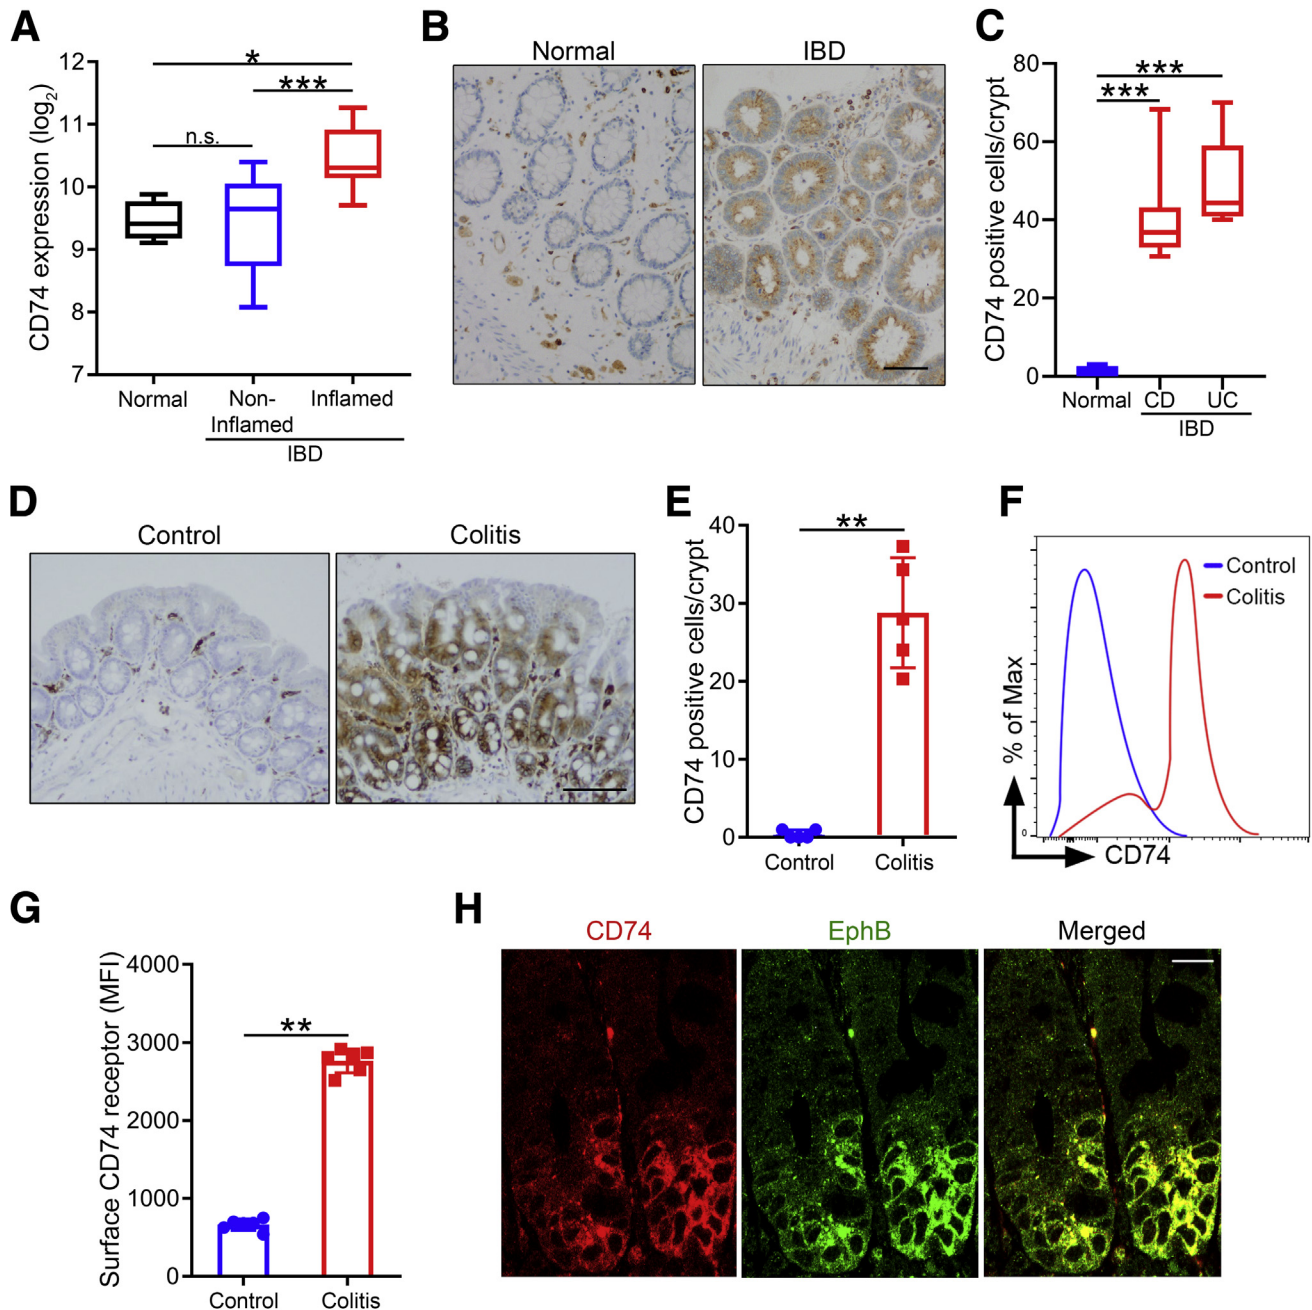 A
CD74 expression (log2)
12
11
10
9
8
7
*
***
n.s.
Normal
Non-
Inflamed
Inflamed
IBD
B
Normal
IBD
C
CD74 positive cells/crypt
80
60
40
20
0
***
***
Normal
CD
UC
IBD
D
Control
Colitis
E
CD74 positive cells/crypt
40
30
20
10
0
**
Control
Colitis
F
% of Max
0
CD74
Control
Colitis
G
Surface CD74 receptor (MFI)
4000
3000
2000
1000
0
**
Control
Colitis
H
CD74
EphB
Merged